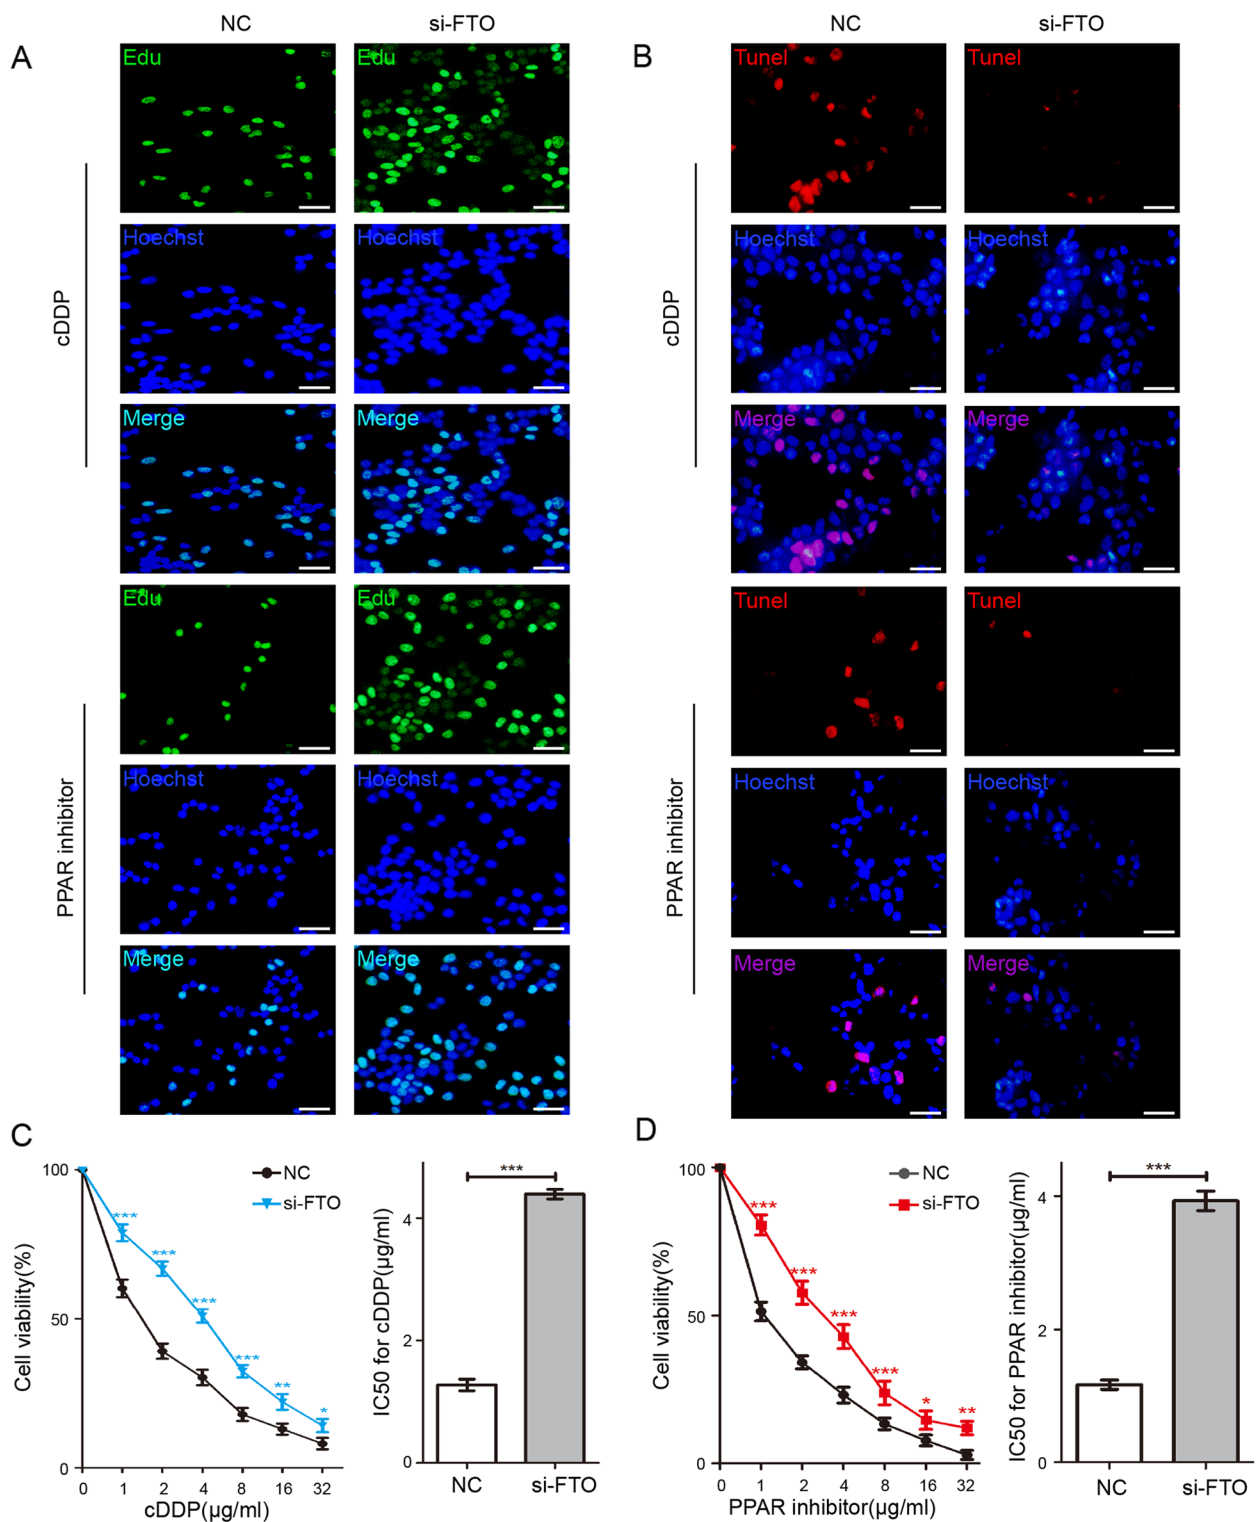 NC si-FTO NC si-FTO
A B
Edu Edu Tunel Tunel
Hoechst Hoechst Hoechst Hoechst
cDDP cDDP
Merge Merge Merge Merge
Edu Edu Tunel Tunel
Hoechst Hoechst Hoechst Hoechst
PPAR inhibitor PPAR inhibitor
Merge Merge Merge Merge
C
Cell viability(%)
100
50
0
NC
si-FTO
***
***
***
***
**
*
0 1 2 4 8 16 32
cDDP(μg/ml)
IC50 for cDDP(μg/ml)
***
4
2
0
NC si-FTO
D
Cell viability(%)
100
50
0
NC
si-FTO
***
***
***
***
*
**
0 1 2 4 8 16 32
PPAR inhibitor(μg/ml)
IC50 for PPAR inhibitor(μg/ml)
***
4
2
0
NC si-FTO